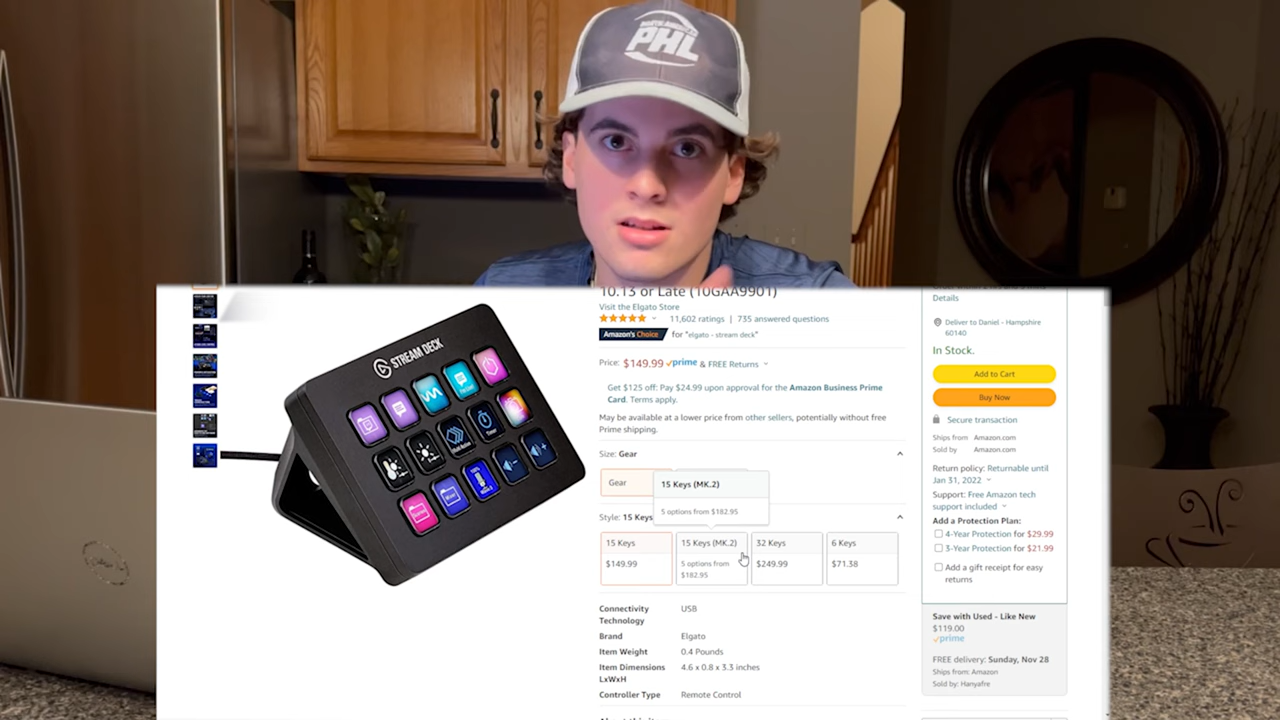 PHL
10.13 or Late (10GAA9901)
Visit the Elgato Store
11,602 ratings | 735 answered questions
Amazon's Choice for "elgato - stream deck"
Price: $149.99 prime & FREE Returns
Get $125 off: Pay $24.99 upon approval for the Amazon Business Prime
Card. Terms apply.
May be available at a lower price from other sellers, potentially without free
Prime shipping.
Size: Gear
Gear
15 Keys (MK.2)
5 options from $182.95
Style: 15 Keys
15 Keys
$149.99
15 Keys (MK.2)
5 options from
$182.95
32 Keys
$249.99
6 Keys
$71.38
Connectivity
Technology
USB
Brand
Elgato
Item Weight
0.4 Pounds
Item Dimensions
LxWxH
4.6 x 0.8 x 3.3 inches
Controller Type
Remote Control
STREAM DECK
Details
Deliver to Daniel - Hampshire
60140
In Stock.
Add to Cart
Buy Now
Secure transaction
Ships from Amazon.com
Sold by Amazon.com
Return policy: Returnable until
Jan 31, 2022
Support: Free Amazon tech
support included
Add a Protection Plan:
4-Year Protection for $29.99
3-Year Protection for $21.99
Add a gift receipt for easy
returns
Save with Used - Like New
$119.00
prime
FREE delivery: Sunday, Nov 28
Ships from: Amazon
Sold by: Hanyafre